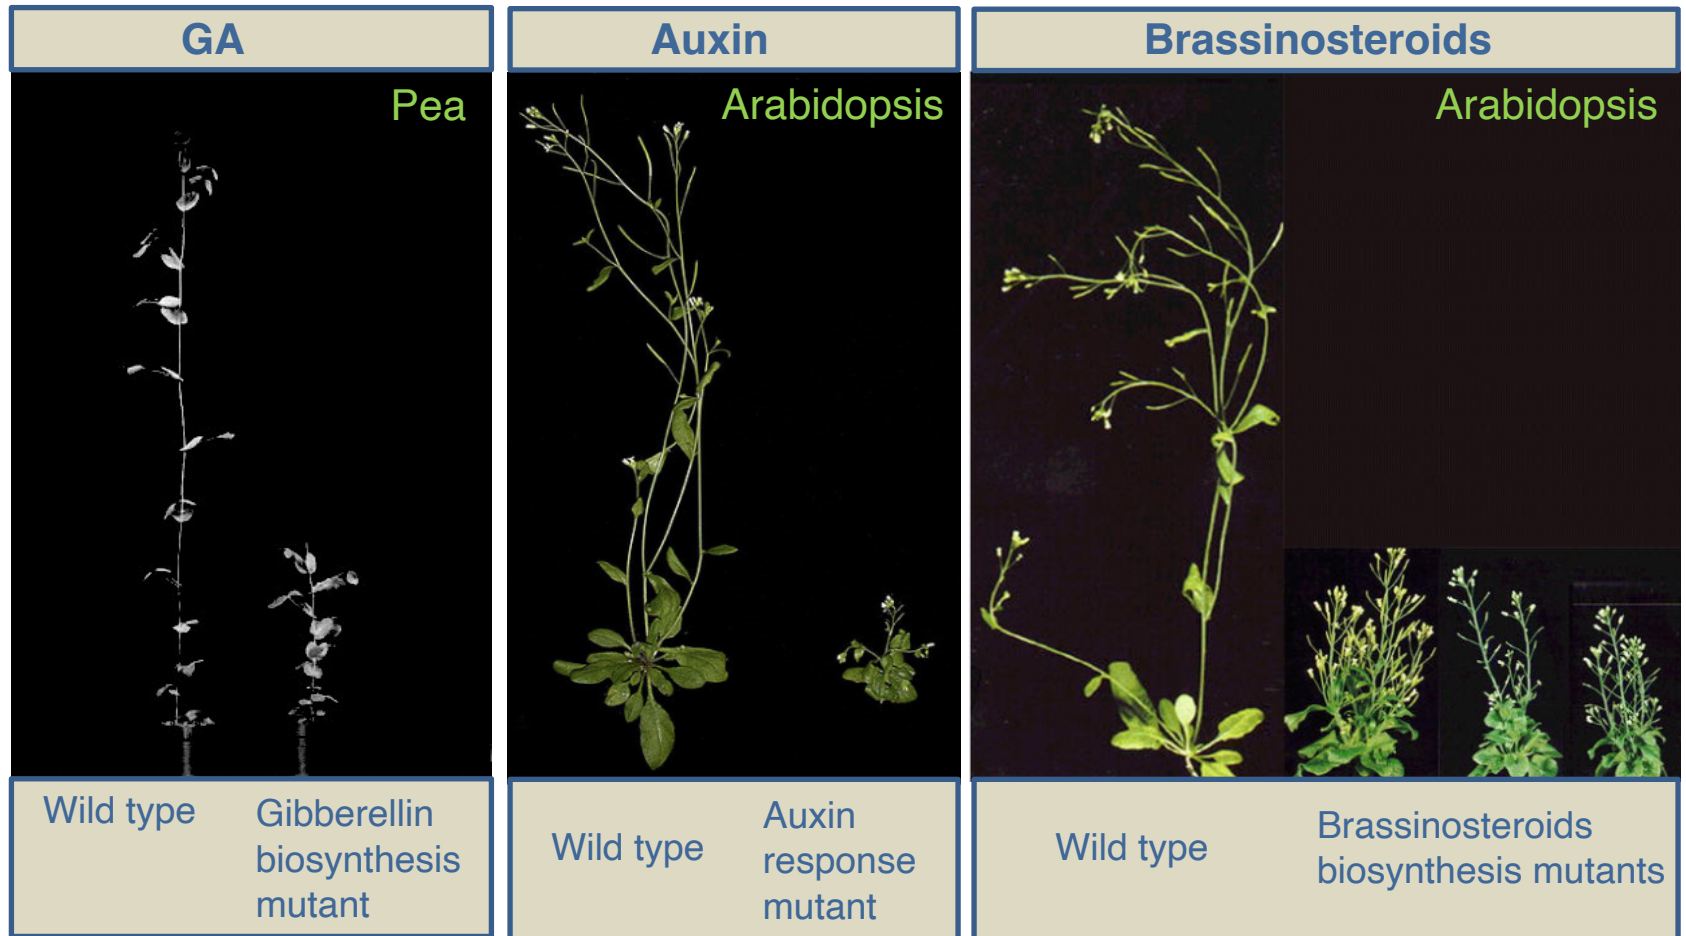 GA
Pea
Wild type
Gibberellin
biosynthesis
mutant
Auxin
Arabidopsis
Wild type
Auxin
response
mutant
Brassinosteroids
Arabidopsis
Wild type
Brassinosteroids
biosynthesis mutants